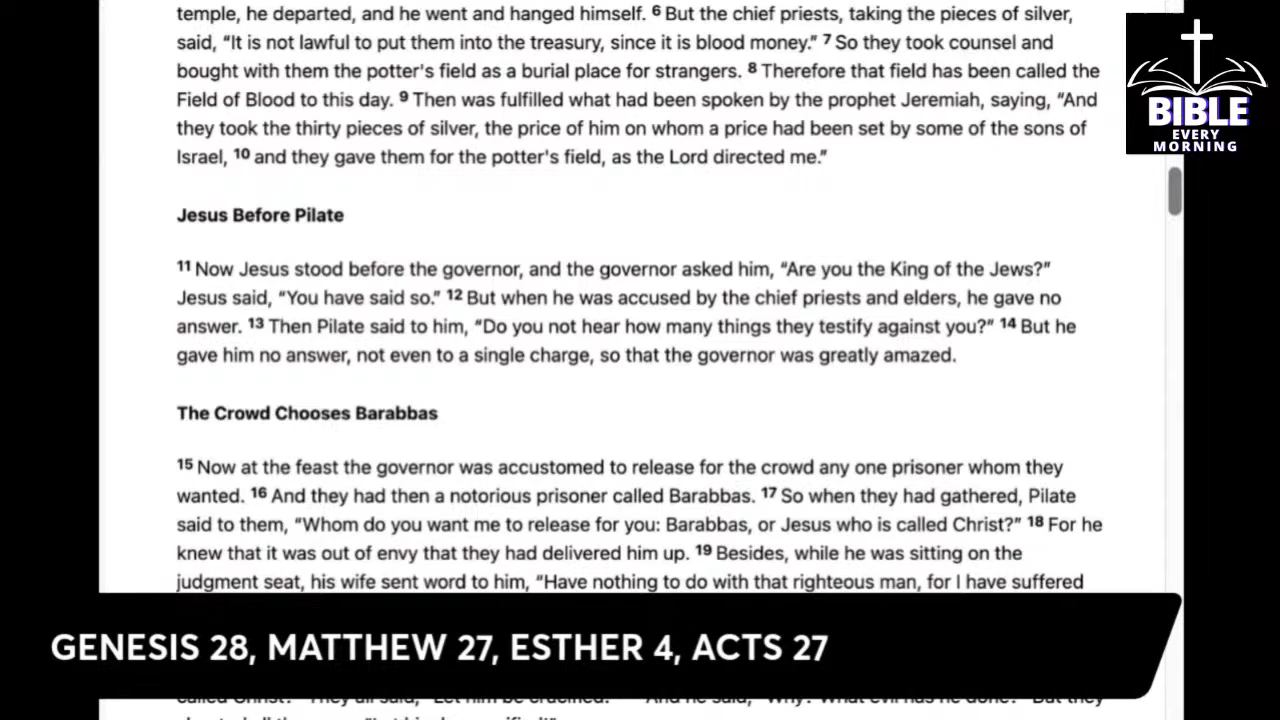 temple, he departed, and he went and hanged himself. 6 But the chief priests, taking the pieces of silver,
said, “It is not lawful to put them into the treasury, since it is blood money.” 7 So they took counsel and
bought with them the potter's field as a burial place for strangers. 8 Therefore that field has been called the
Field of Blood to this day. 9 Then was fulfilled what had been spoken by the prophet Jeremiah, saying, “And
they took the thirty pieces of silver, the price of him on whom a price had been set by some of the sons of
Israel, 10 and they gave them for the potter's field, as the Lord directed me.”
BIBLE
EVERY
MORNING
Jesus Before Pilate
11 Now Jesus stood before the governor, and the governor asked him, “Are you the King of the Jews?”
Jesus said, “You have said so.” 12 But when he was accused by the chief priests and elders, he gave no
answer. 13 Then Pilate said to him, “Do you not hear how many things they testify against you?” 14 But he
gave him no answer, not even to a single charge, so that the governor was greatly amazed.
The Crowd Chooses Barabbas
15 Now at the feast the governor was accustomed to release for the crowd any one prisoner whom they
wanted. 16 And they had then a notorious prisoner called Barabbas. 17 So when they had gathered, Pilate
said to them, “Whom do you want me to release for you: Barabbas, or Jesus who is called Christ?” 18 For he
knew that it was out of envy that they had delivered him up. 19 Besides, while he was sitting on the
judgment seat, his wife sent word to him, “Have nothing to do with that righteous man, for I have suffered
GENESIS 28, MATTHEW 27, ESTHER 4, ACTS 27